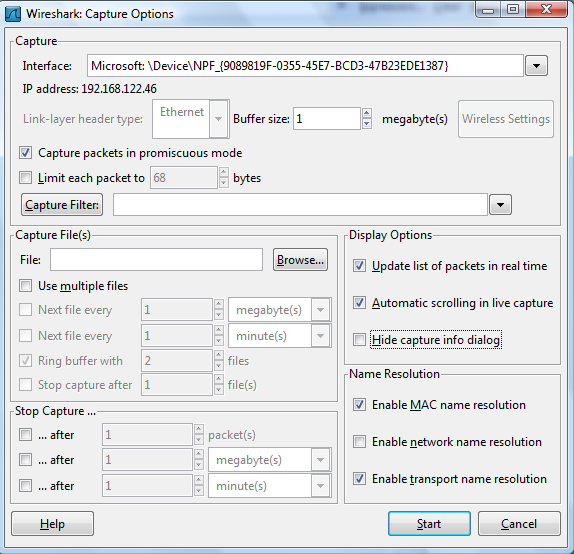 Wireshark: Capture Options
Capture
Interface: Microsoft: \Device\NPF_{9089819F-0355-45E7-BCD3-47B23EDE1387}
IP address: 192.168.122.46
Link-layer header type: Ethernet Buffer size: 1 megabyte(s) Wireless Settings
Capture packets in promiscuous mode
Limit each packet to 68 bytes
Capture Filter:
Capture File(s)
File: Browse...
Use multiple files
Next file every 1 megabyte(s)
Next file every 1 minute(s)
Ring buffer with 2 files
Stop capture after 1 file(s)
Stop Capture ...
... after 1 packet(s)
... after 1 megabyte(s)
... after 1 minute(s)
Display Options
Update list of packets in real time
Automatic scrolling in live capture
Hide capture info dialog
Name Resolution
Enable MAC name resolution
Enable network name resolution
Enable transport name resolution
Help Start Cancel